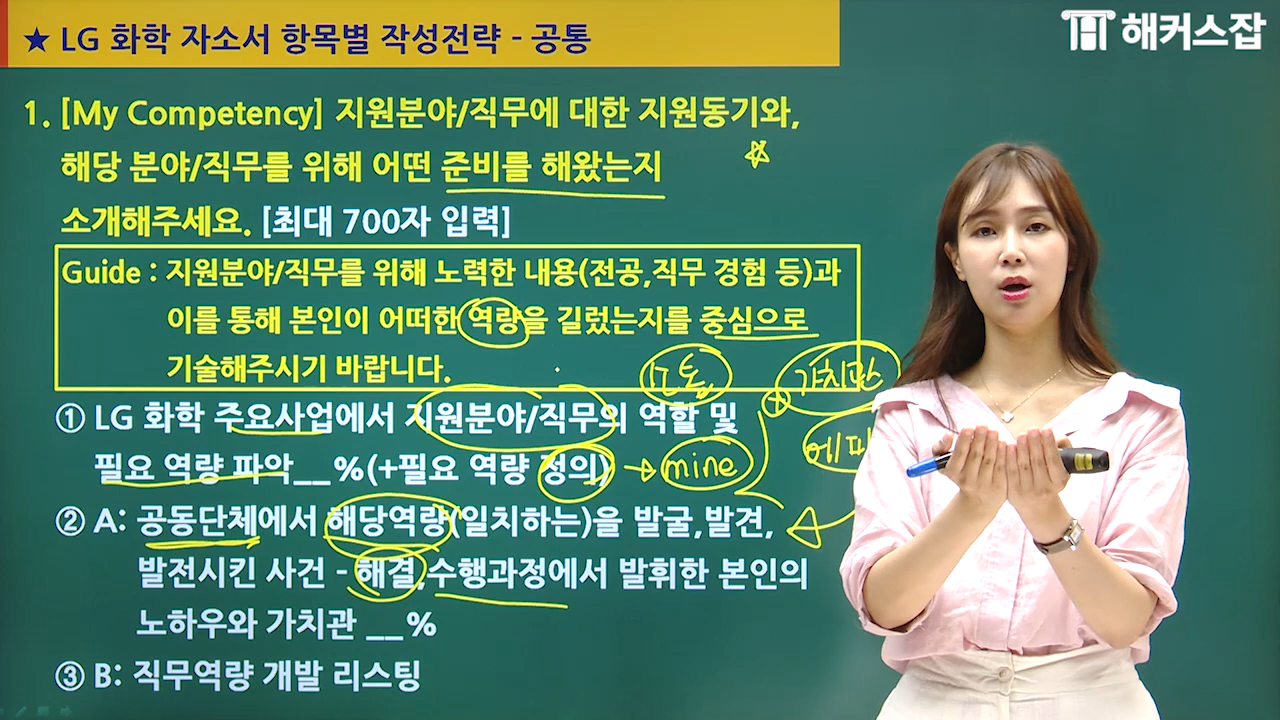 ★ LG 화학 자소서 항목별 작성전략 - 공통
해커스잡
1. [My Competency] 지원분야/직무에 대한 지원동기와,
해당 분야/직무를 위해 어떤 준비를 해왔는지
소개해주세요. [최대 700자 입력]
Guide : 지원분야/직무를 위해 노력한 내용(전공,직무 경험 등)과
이를 통해 본인이 어떠한 역량을 길렀는지를 중심으로
기술해주시기 바랍니다.
가치관
① LG 화학 주요사업에서 지원분야/직무의 역할 및
필요 역량 파악__%(+필요 역량 정의)
mine
② A: 공동단체에서 해당역량(일치하는)을 발굴,발견,
발전시킨 사건 - 해결,수행과정에서 발휘한 본인의
노하우와 가치관 __%
③ B: 직무역량 개발 리스팅